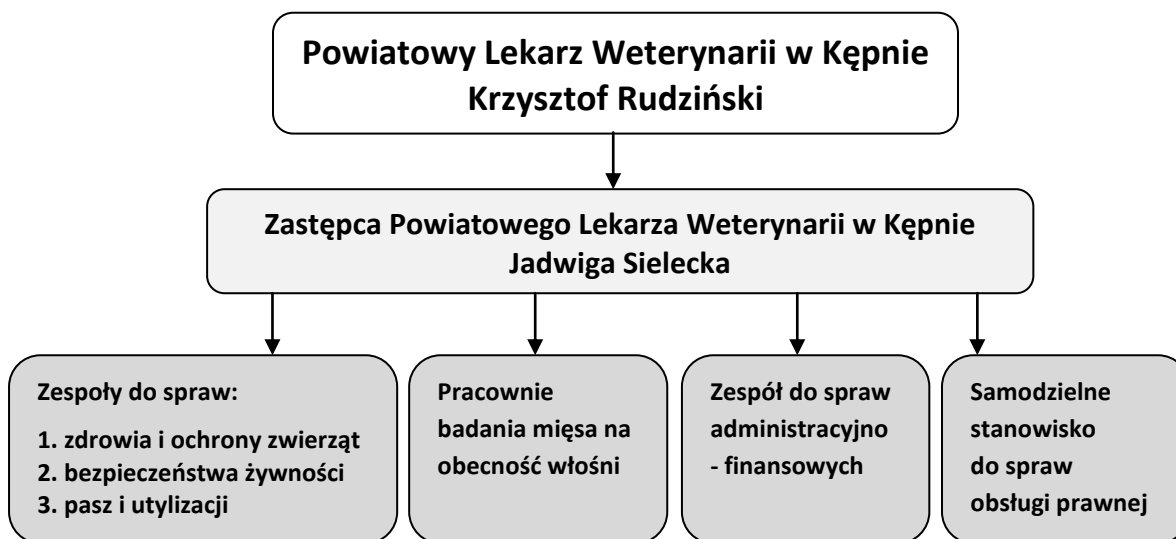 Powiatowy Lekarz Weterynarii w Kępnie
Krzysztof Rudziński
Zastępca Powiatowego Lekarza Weterynarii w Kępnie
Jadwiga Sielecka
Zespoły do spraw:
1. zdrowia i ochrony zwierząt
2. bezpieczeństwa żywności
3. pasz i utylizacji
Pracownie
badania mięsa na
obecność włośni
Zespół do spraw
administracyjno
- finansowych
Samodzielne
stanowisko
do spraw
obsługi prawnej